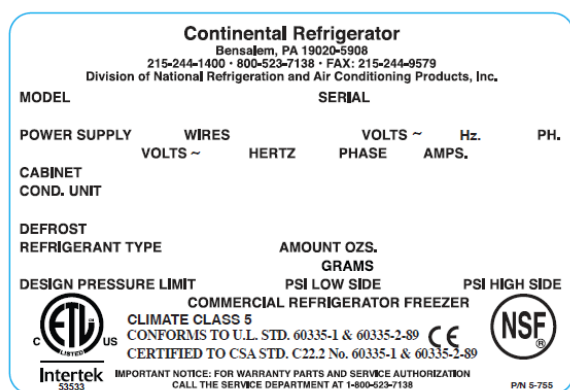 Continental Refrigerator
Bensalem, PA 19020-5908
215-244-1400 · 800-523-7138 · FAX: 215-244-9579
Division of National Refrigeration and Air Conditioning Products, Inc.
MODEL SERIAL
POWER SUPPLY WIRES VOLTS ~ Hz. PH.
VOLTS ~ HERTZ PHASE AMPS.
CABINET
COND. UNIT
DEFROST
REFRIGERANT TYPE AMOUNT OZS.
GRAMS
DESIGN PRESSURE LIMIT PSI LOW SIDE PSI HIGH SIDE
COMMERCIAL REFRIGERATOR FREEZER
CLIMATE CLASS 5
CONFORMS TO U.L. STD. 60335-1 & 60335-2-89 CE
CERTIFIED TO CSA STD. C22.2 No. 60335-1 & 60335-2-89
C ETL LISTED US
Intertek
53533
NSF®
IMPORTANT NOTICE: FOR WARRANTY PARTS AND SERVICE AUTHORIZATION
CALL THE SERVICE DEPARTMENT AT 1-800-523-7138 P/N 5-755